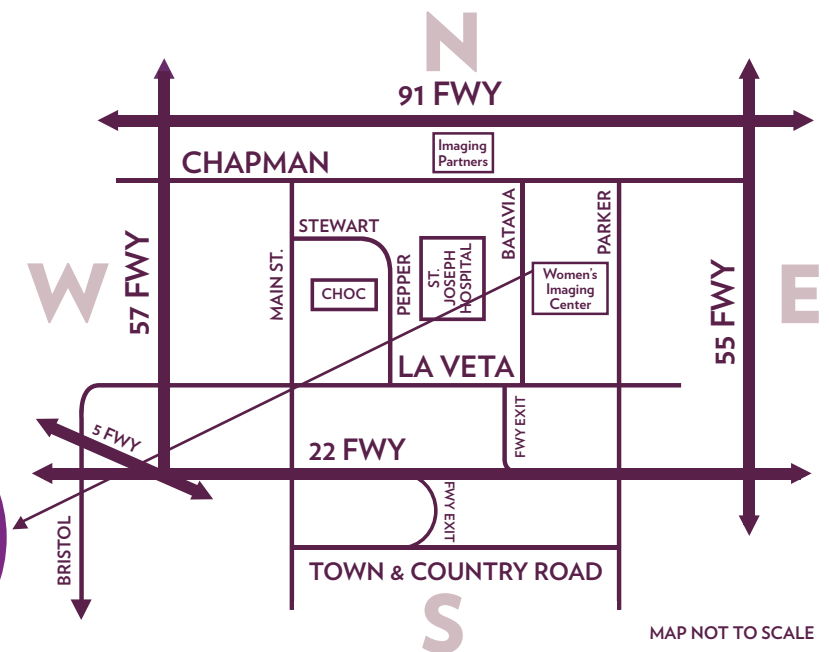 N
91 FWY
Imaging
Partners
CHAPMAN
STEWART
BATAVIA
PARKER
MAIN ST.
PEPPER
ST.
JOSEPH
HOSPITAL
CHOC
Women's
Imaging
Center
W
57 FWY
55 FWY
E
LA VETA
5 FWY
22 FWY
FWY EXIT
FWY EXIT
BRISTOL
TOWN & COUNTRY ROAD
S
MAP NOT TO SCALE